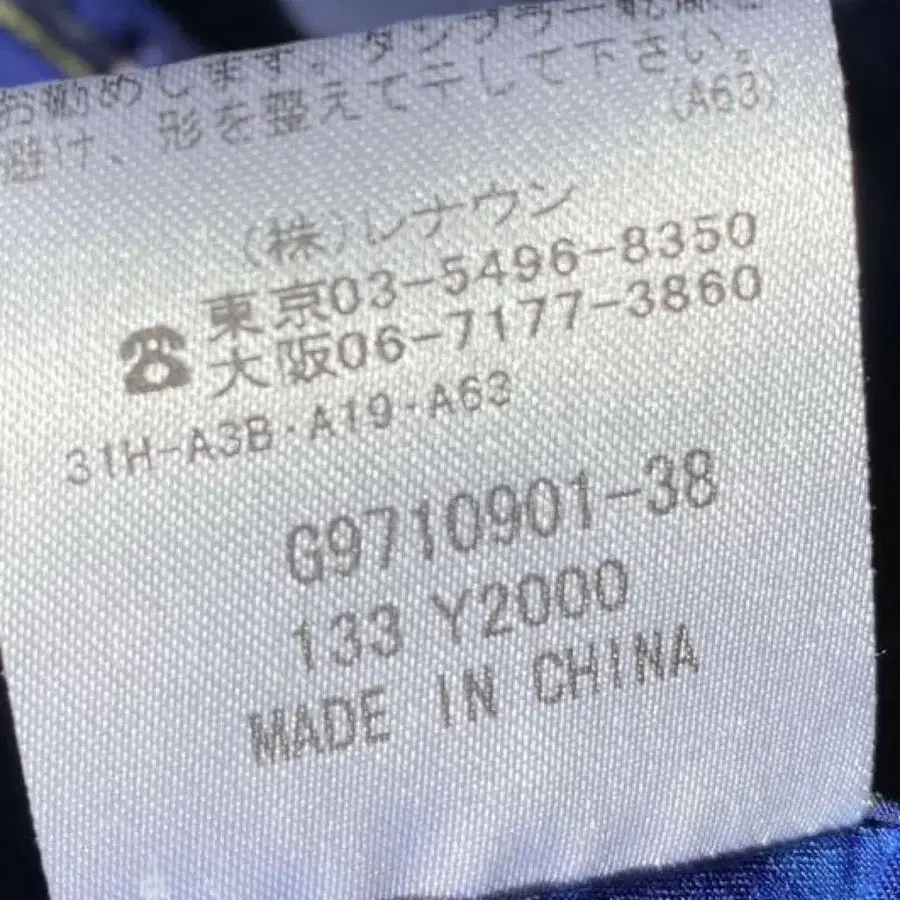 お勧めします。タンブラー乾燥は
避け、形を整えて干して下さい。
(A63)
(株)レナウン
☎ 東京03-5496-8350
大阪06-7177-3860
31H-A3B·A19·A63
G9710901-38
133 Y2000
MADE IN CHINA